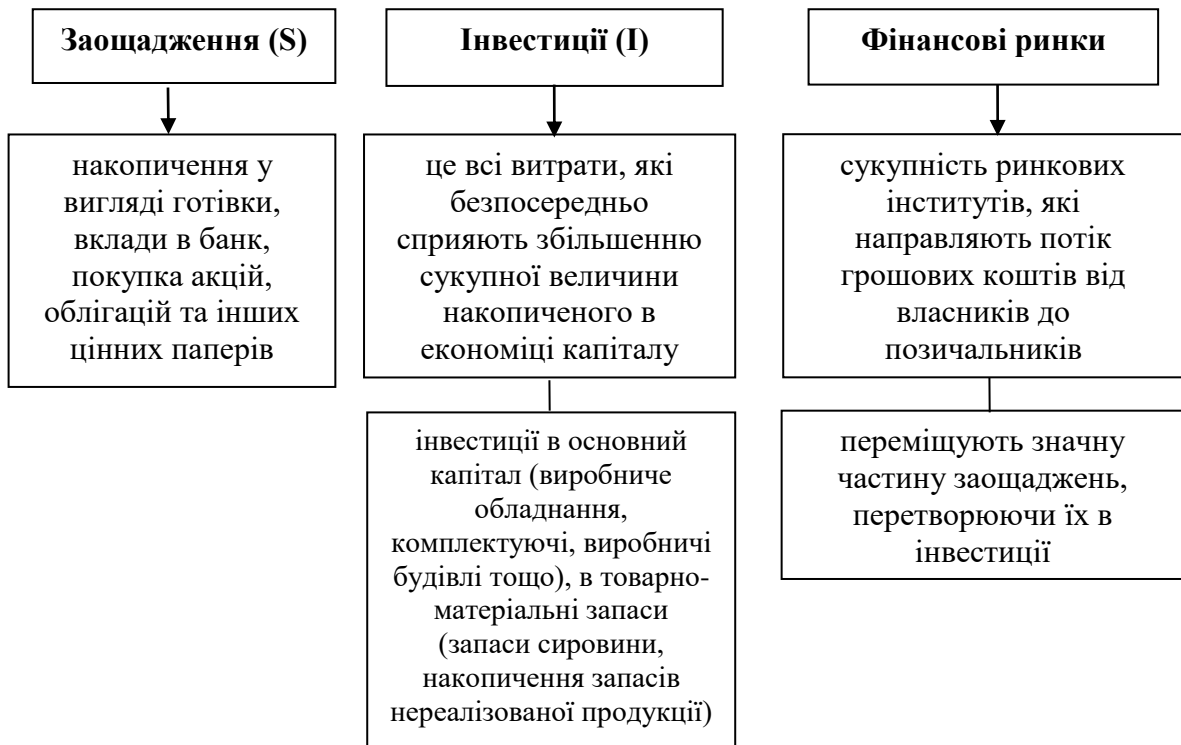 Заощадження (S)
накопичення у
вигляді готівки,
вклади в банк,
покупка акцій,
облігацій та інших
цінних паперів
Інвестиції (I)
це всі витрати, які
безпосередньо
сприяють збільшенню
сукупної величини
накопиченого в
економіці капіталу
інвестиції в основний
капітал (виробниче
обладнання,
комплектуючі, виробничі
будівлі тощо), в товарно-
матеріальні запаси
(запаси сировини,
накопичення запасів
нереалізованої продукції)
Фінансові ринки
сукупність ринкових
інститутів, які
направляють потік
грошових коштів від
власників до
позичальників
переміщують значну
частину заощаджень,
перетворюючи їх в
інвестиції